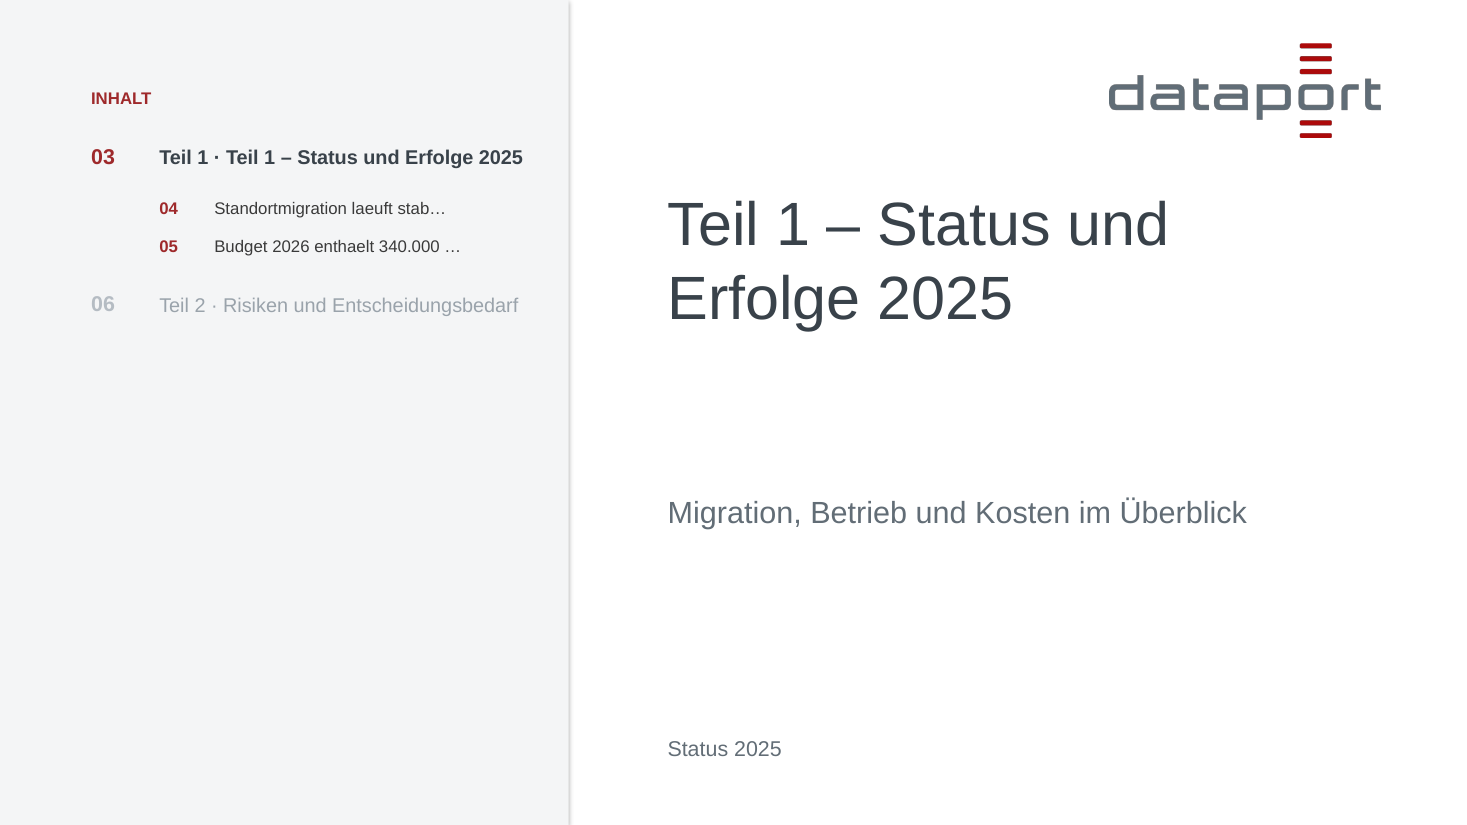 INHALT
03 Teil 1 · Teil 1 – Status und Erfolge 2025
04 Standortmigration laeuft stab…
05 Budget 2026 enthaelt 340.000 …
06 Teil 2 · Risiken und Entscheidungsbedarf
dataport
Teil 1 – Status und
Erfolge 2025
Migration, Betrieb und Kosten im Überblick
Status 2025